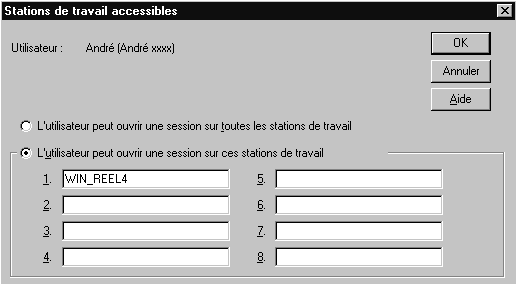 Stations de travail accessibles
Utilisateur : André (André xxxx)
OK
Annuler
Aide
L'utilisateur peut ouvrir une session sur toutes les stations de travail
L'utilisateur peut ouvrir une session sur ces stations de travail
1. WIN_REEL4 5.
2. 6.
3. 7.
4. 8.